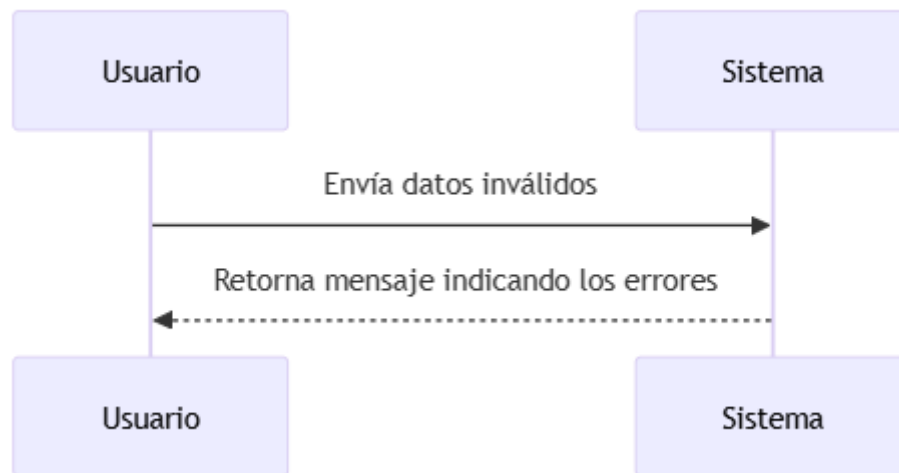 Usuario
Sistema
Envía datos inválidos
Retorna mensaje indicando los errores
Usuario
Sistema